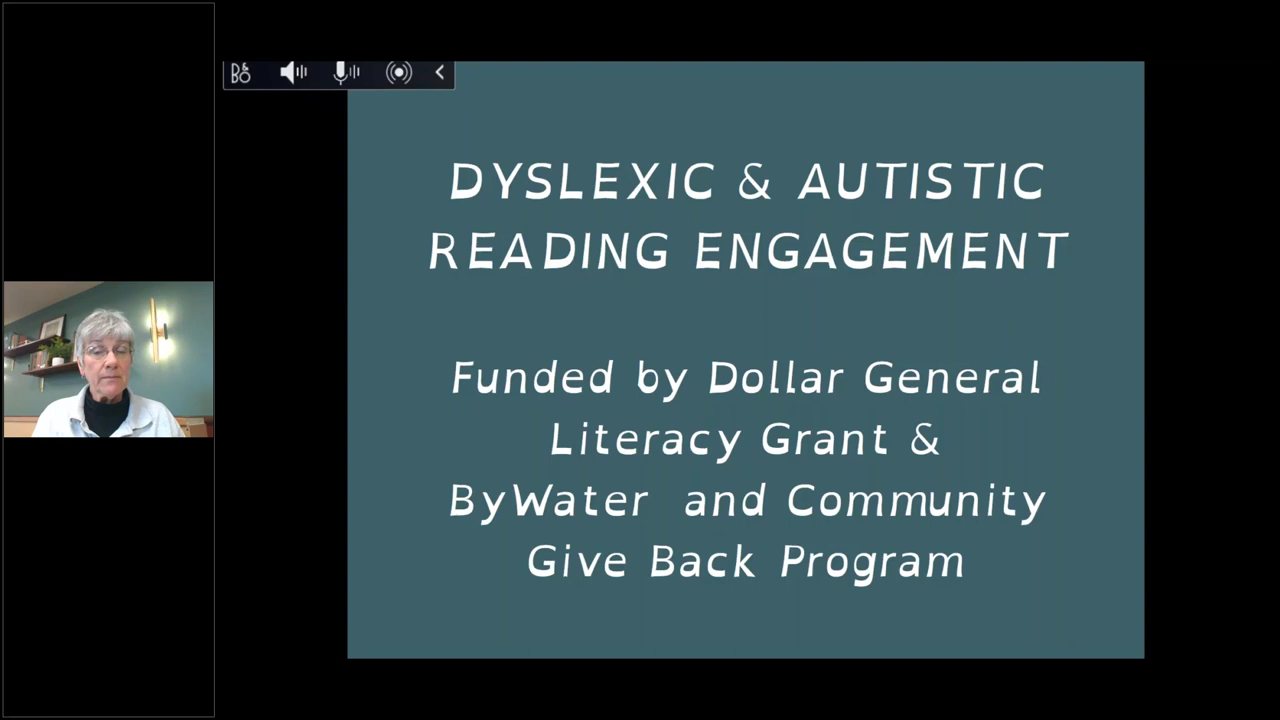 B&O
DYSLEXIC & AUTISTIC
READING ENGAGEMENT
Funded by Dollar General
Literacy Grant &
ByWater and Community
Give Back Program